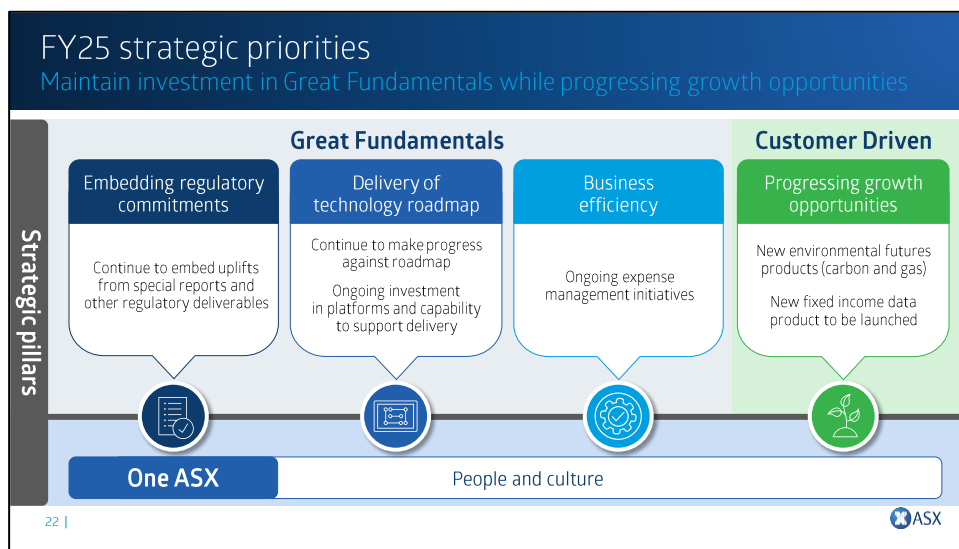 FY25 strategic priorities
Maintain investment in Great Fundamentals while progressing growth opportunities
Strategic pillars
Great Fundamentals
Embedding regulatory
commitments
Continue to embed uplifts
from special reports and
other regulatory deliverables
Delivery of
technology roadmap
Continue to make progress
against roadmap
Ongoing investment
in platforms and capability
to support delivery
Business
efficiency
Ongoing expense
management initiatives
Customer Driven
Progressing growth
opportunities
New environmental futures
products (carbon and gas)
New fixed income data
product to be launched
One ASX
People and culture
22 |
ASX